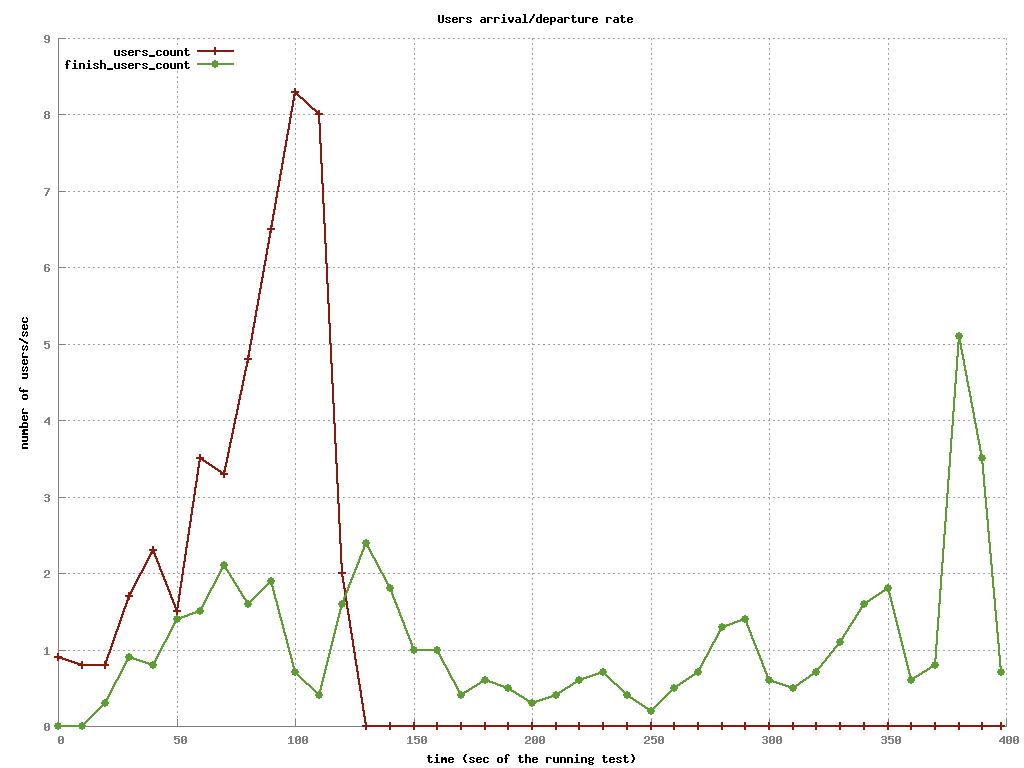 Users arrival/departure rate
users_count
finish_users_count
9
8
7
6
5
4
3
2
1
0
number of users/sec
0 50 100 150 200 250 300 350 400
time (sec of the running test)